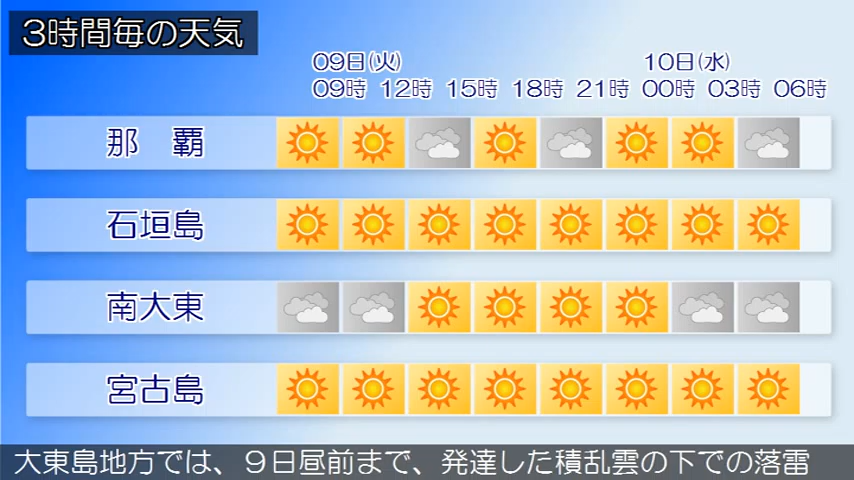 3時間毎の天気
09日(火) 10日(水)
09時 12時 15時 18時 21時 00時 03時 06時
那　覇
石垣島
南大東
宮古島
大東島地方では、９日昼前まで、発達した積乱雲の下での落雷